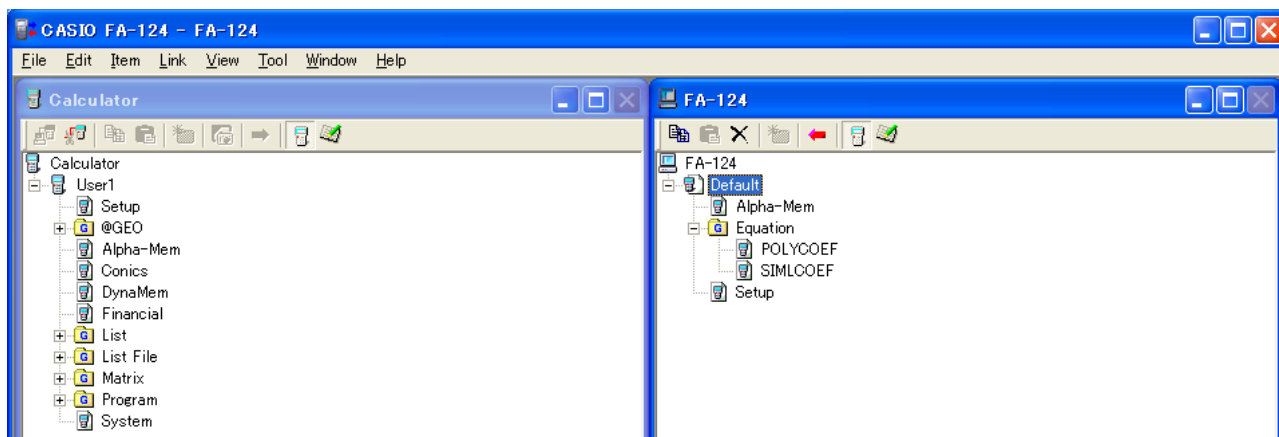 CASIO FA-124 - FA-124
File Edit Item Link View Tool Window Help
Calculator
Calculator
User1
Setup
@GEO
Alpha-Mem
Conics
DynaMem
Financial
List
List File
Matrix
Program
System
FA-124
FA-124
Default
Alpha-Mem
Equation
POLYCOEF
SIMLCOEF
Setup